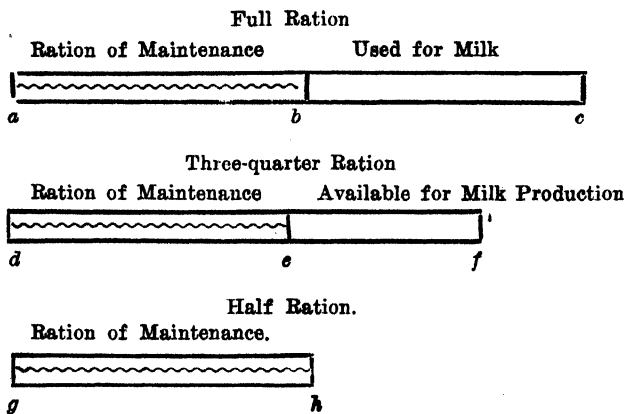 Full Ration
Ration of Maintenance Used for Milk
a b c
Three-quarter Ration
Ration of Maintenance Available for Milk Production
d e f
Half Ration.
Ration of Maintenance.
g h